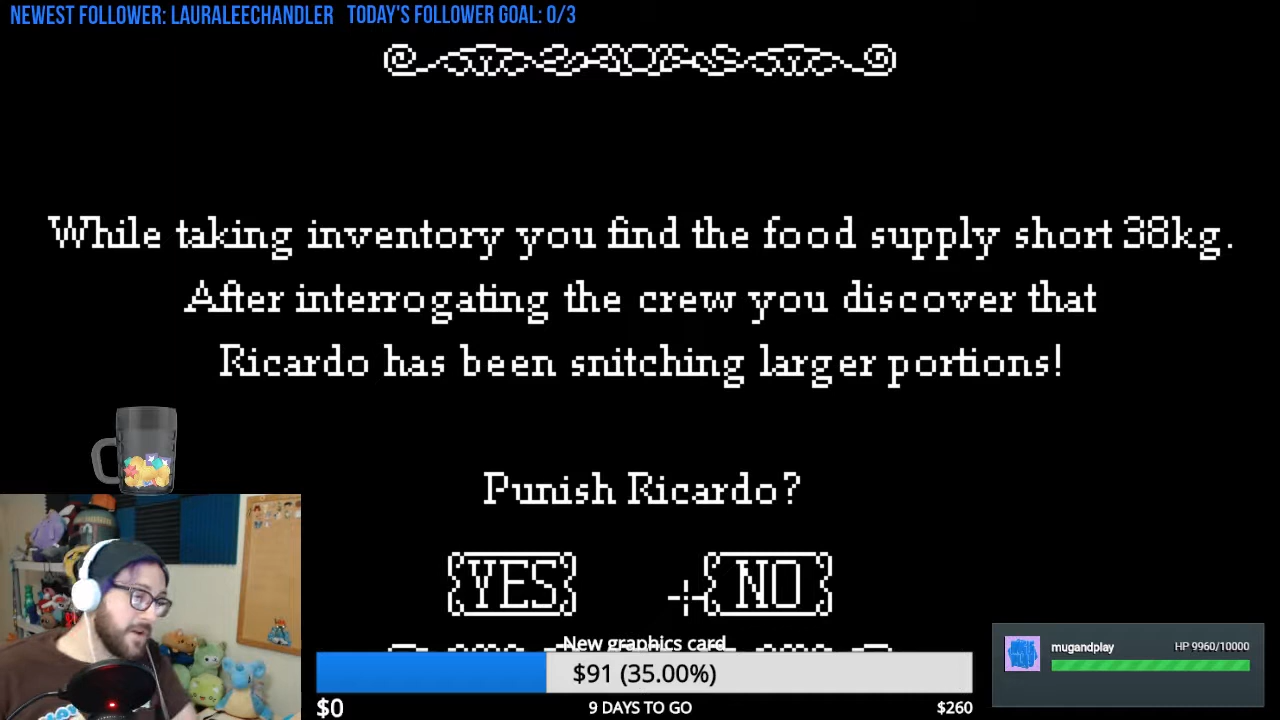 NEWEST FOLLOWER: LAURALEECHANDLER TODAY'S FOLLOWER GOAL: 0/3
While taking inventory you find the food supply short 38kg.
After interrogating the crew you discover that
Ricardo has been snitching larger portions!
Punish Ricardo?
YES NO
New graphics card
$91 (35.00%)
$0 9 DAYS TO GO $260
mugandplay HP 9960/10000